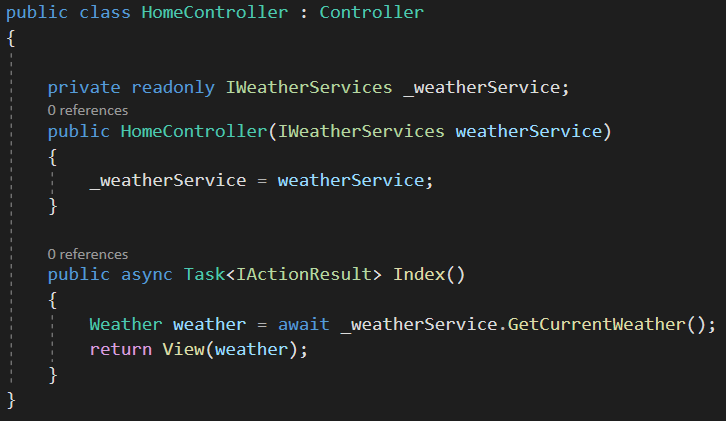 public class HomeController : Controller
{
private readonly IWeatherServices _weatherService;
0 references
public HomeController(IWeatherServices weatherService)
{
_weatherService = weatherService;
}
0 references
public async Task<IActionResult> Index()
{
Weather weather = await _weatherService.GetCurrentWeather();
return View(weather);
}
}